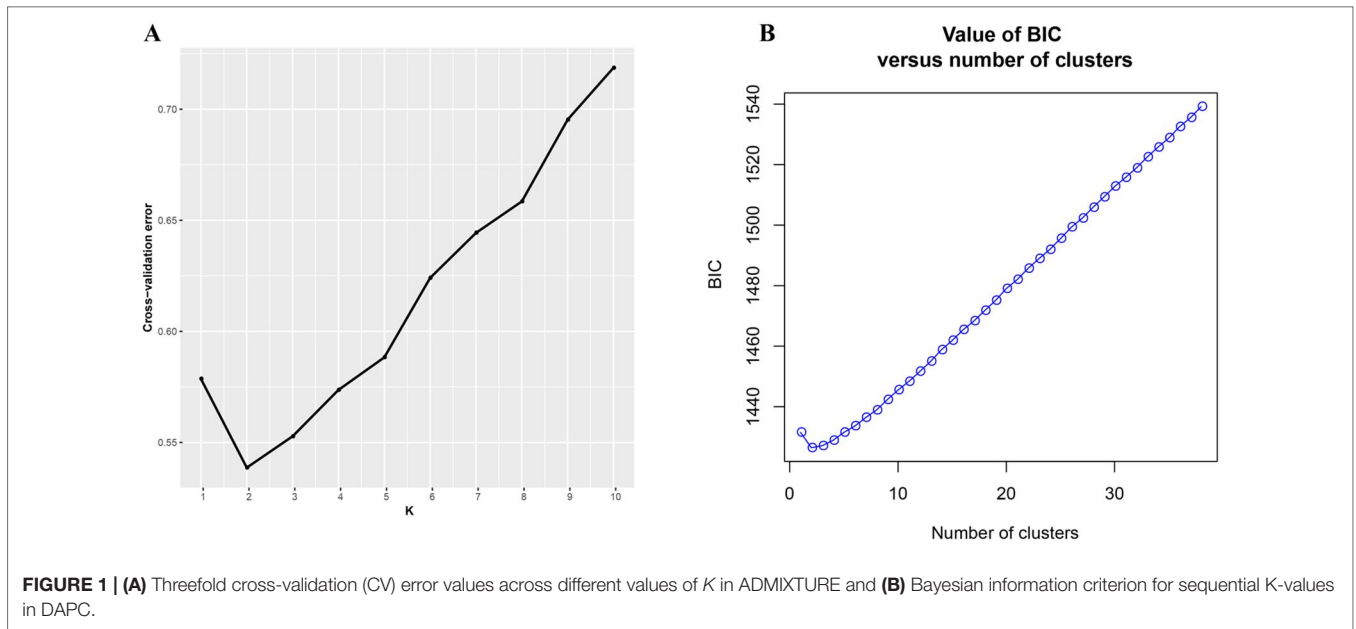 A
Cross-validation error
0.70
0.65
0.60
0.55
1 2 3 4 5 6 7 8 9 10
K
B
Value of BIC
versus number of clusters
BIC
1540
1520
1500
1480
1460
1440
0 10 20 30
Number of clusters
FIGURE 1 | (A) Threefold cross-validation (CV) error values across different values of K in ADMIXTURE and (B) Bayesian information criterion for sequential K-values
in DAPC.